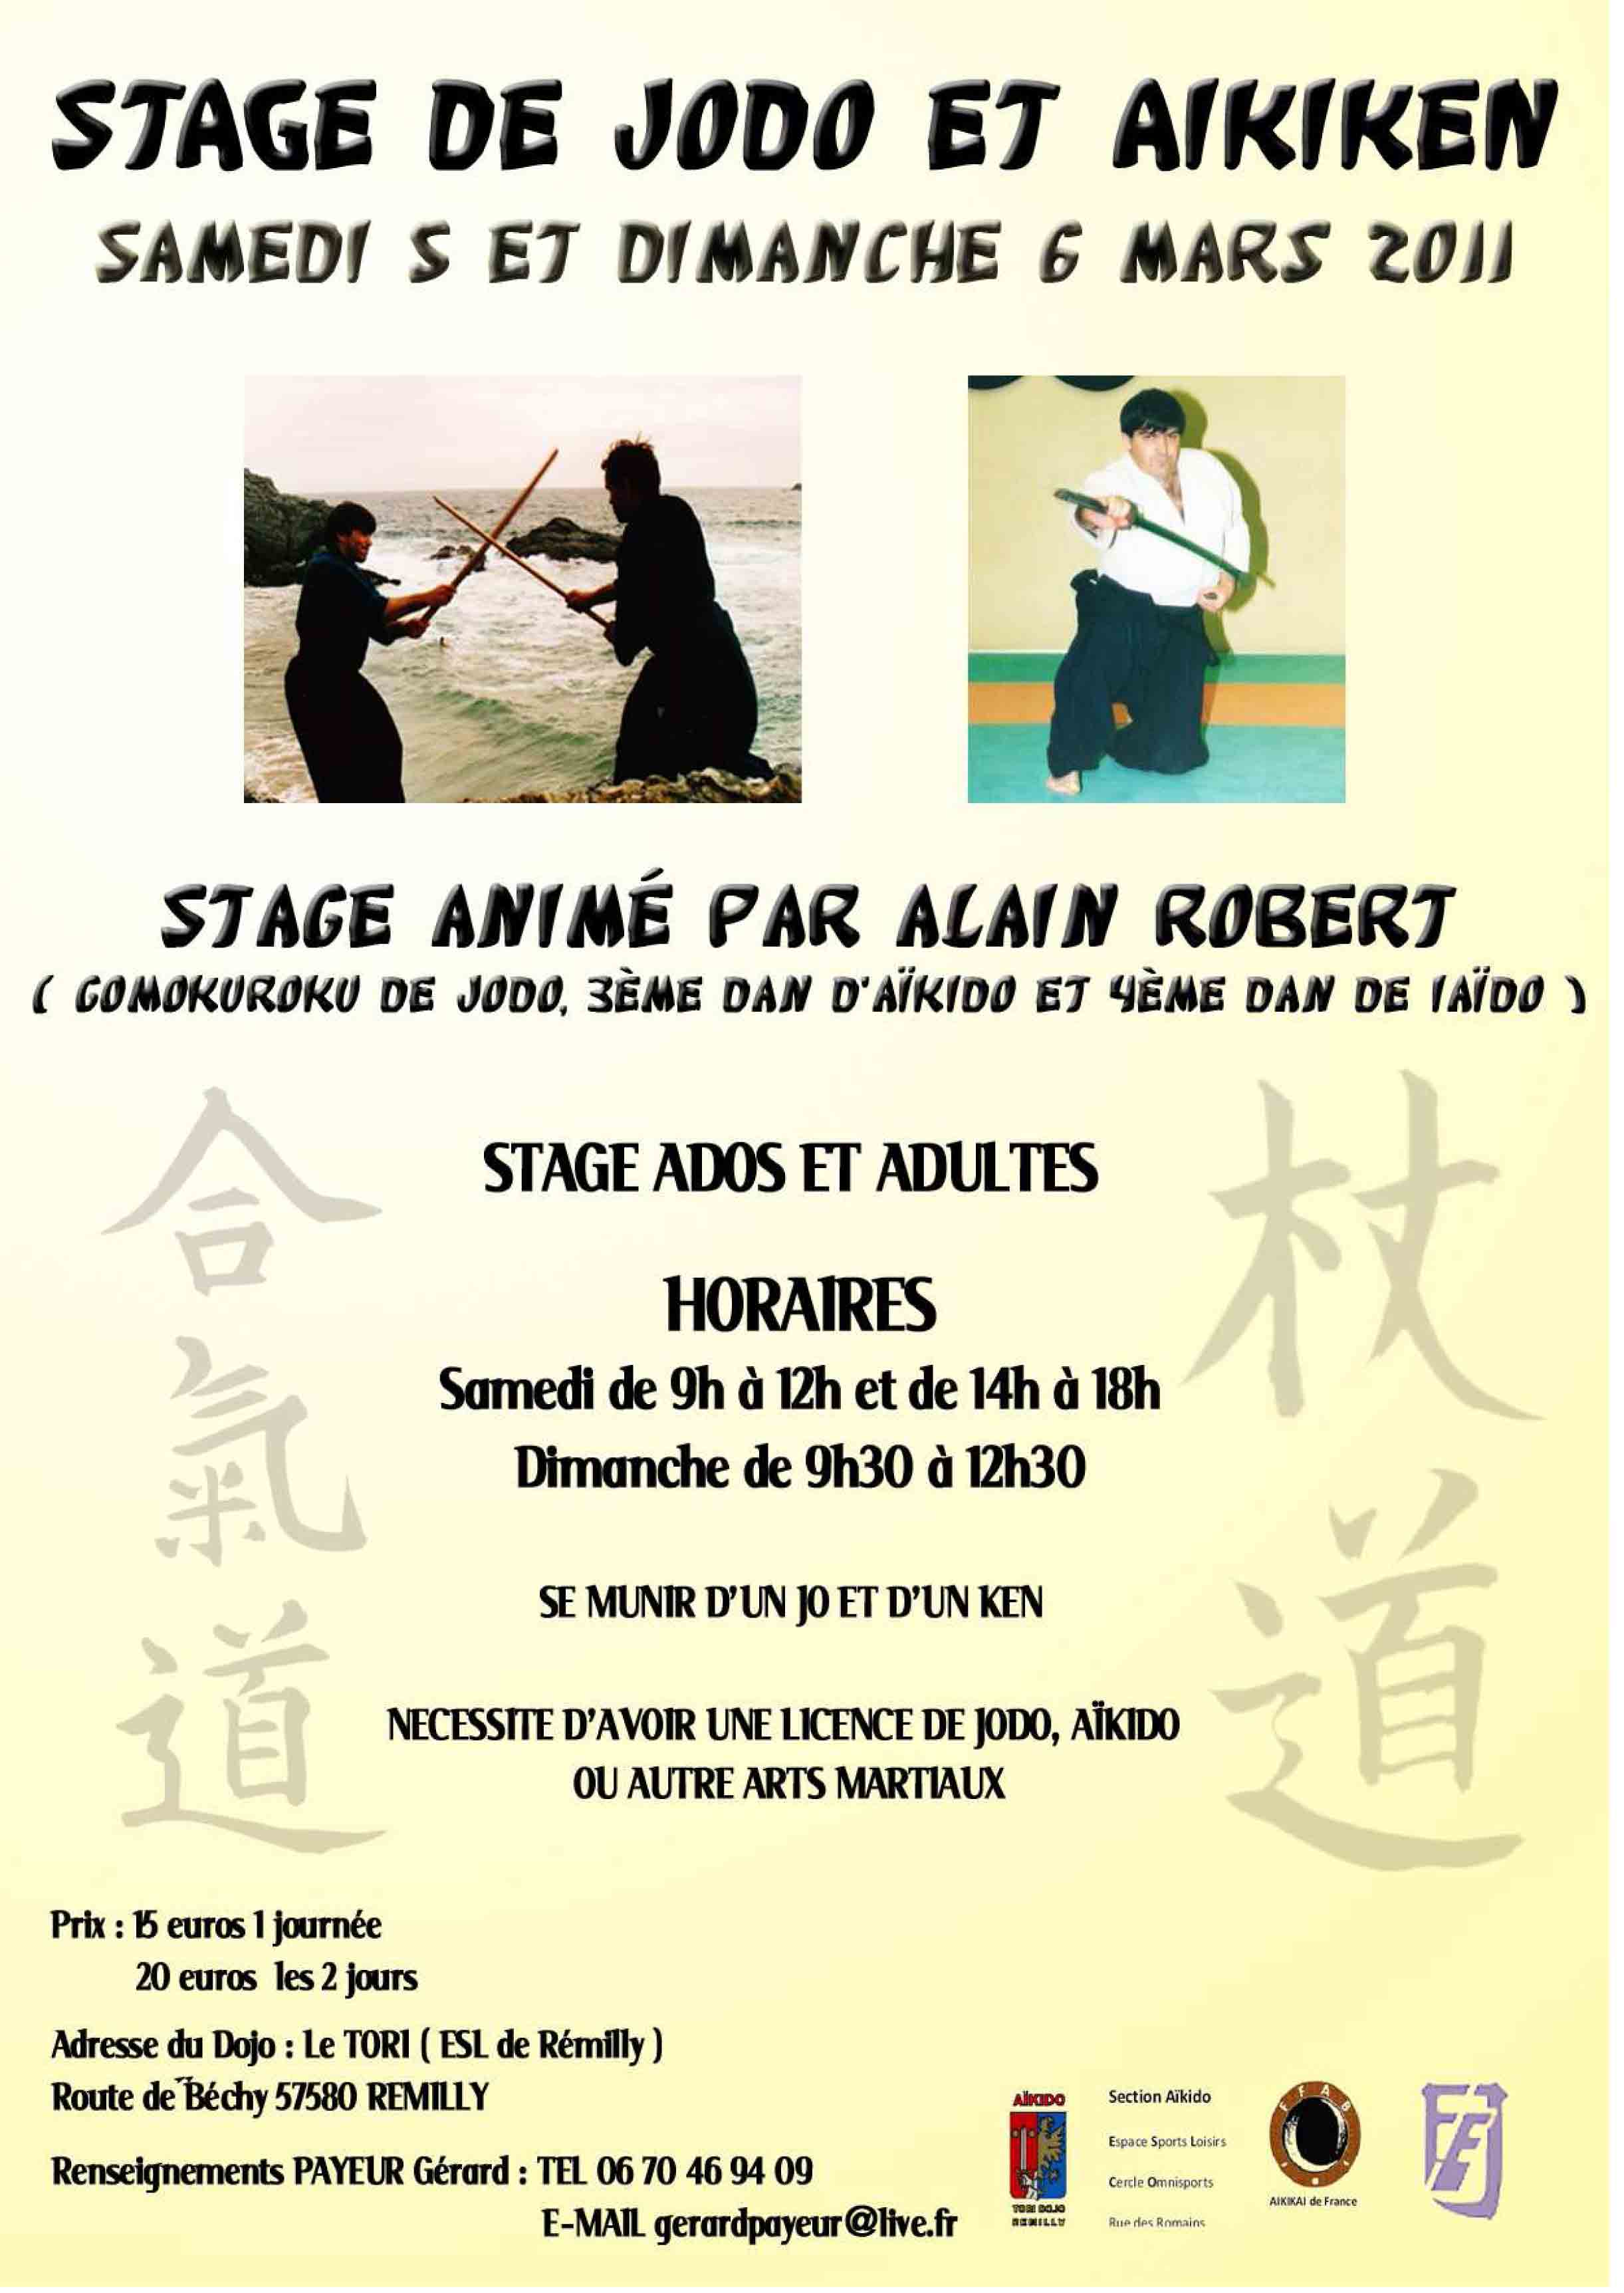 STAGE DE JODO ET AIKIKEN
SAMEDI 5 ET DIMANCHE 6 MARS 2011
STAGE ANIMÉ PAR ALAIN ROBERT
( GOMOKUROKU DE JODO, 3ÈME DAN D'AÏKIDO ET 4ÈME DAN DE IAÏDO )
合氣道
杖道
STAGE ADOS ET ADULTES
HORAIRES
Samedi de 9h à 12h et de 14h à 18h
Dimanche de 9h30 à 12h30
SE MUNIR D'UN JO ET D'UN KEN
NECESSITE D'AVOIR UNE LICENCE DE JODO, AÏKIDO
OU AUTRE ARTS MARTIAUX
Prix : 15 euros 1 journée
20 euros les 2 jours
Adresse du Dojo : Le TORI ( ESL de Rémilly )
Route de Béchy 57580 REMILLY
Renseignements PAYEUR Gérard : TEL 06 70 46 94 09
E-MAIL gerardpayeur@live.fr
AÏKIDO
TORI DOJO
REMILLY
Section Aïkido
Espace Sports Loisirs
Cercle Omnisports
Rue des Romains
FFAB
AIKIKAI de France